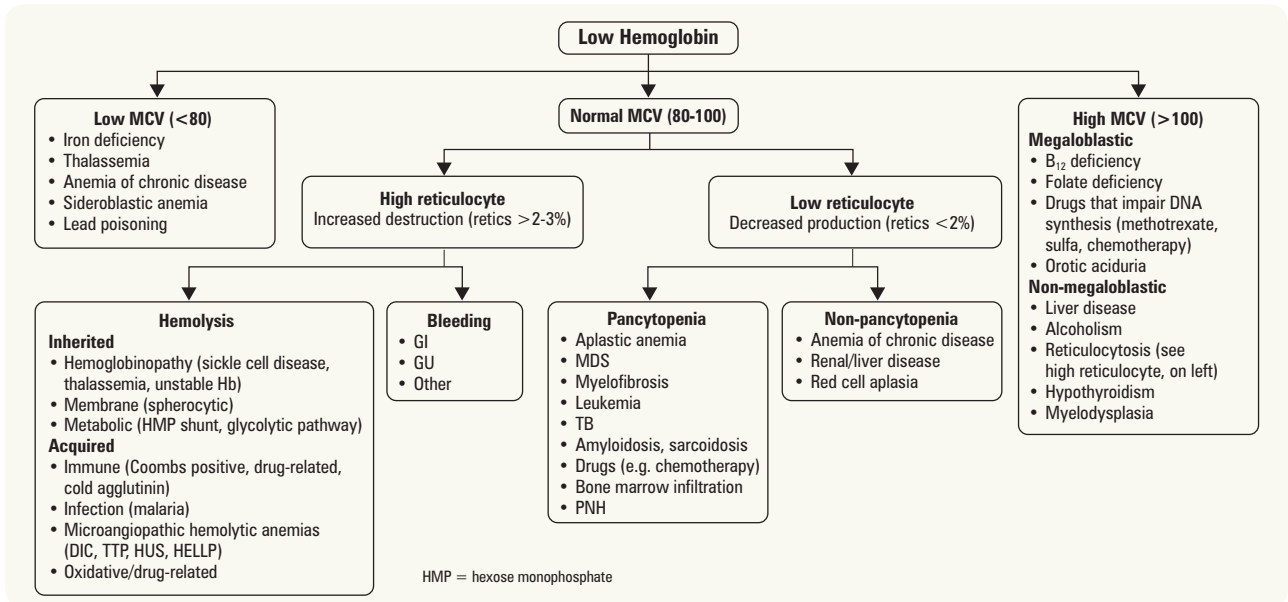 Low Hemoglobin
Low MCV (<80)
• Iron deficiency
• Thalassemia
• Anemia of chronic disease
• Sideroblastic anemia
• Lead poisoning
Normal MCV (80-100)
High MCV (>100)
Megaloblastic
• B₁₂ deficiency
• Folate deficiency
• Drugs that impair DNA
synthesis (methotrexate,
sulfa, chemotherapy)
• Orotic aciduria
Non-megaloblastic
• Liver disease
• Alcoholism
• Reticulocytosis (see
high reticulocyte, on left)
• Hypothyroidism
• Myelodysplasia
High reticulocyte
Increased destruction (retics >2-3%)
Low reticulocyte
Decreased production (retics <2%)
Hemolysis
Inherited
• Hemoglobinopathy (sickle cell disease,
thalassemia, unstable Hb)
• Membrane (spherocytic)
• Metabolic (HMP shunt, glycolytic pathway)
Acquired
• Immune (Coombs positive, drug-related,
cold agglutinin)
• Infection (malaria)
• Microangiopathic hemolytic anemias
(DIC, TTP, HUS, HELLP)
• Oxidative/drug-related
Bleeding
• GI
• GU
• Other
Pancytopenia
• Aplastic anemia
• MDS
• Myelofibrosis
• Leukemia
• TB
• Amyloidosis, sarcoidosis
• Drugs (e.g. chemotherapy)
• Bone marrow infiltration
• PNH
Non-pancytopenia
• Anemia of chronic disease
• Renal/liver disease
• Red cell aplasia
HMP = hexose monophosphate